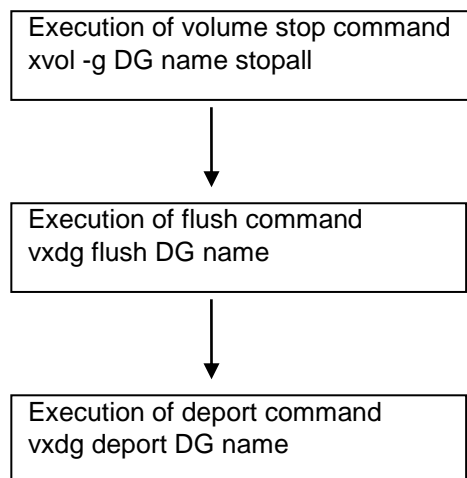 Execution of volume stop command
xvol -g DG name stopall
Execution of flush command
vxdg flush DG name
Execution of deport command
vxdg deport DG name